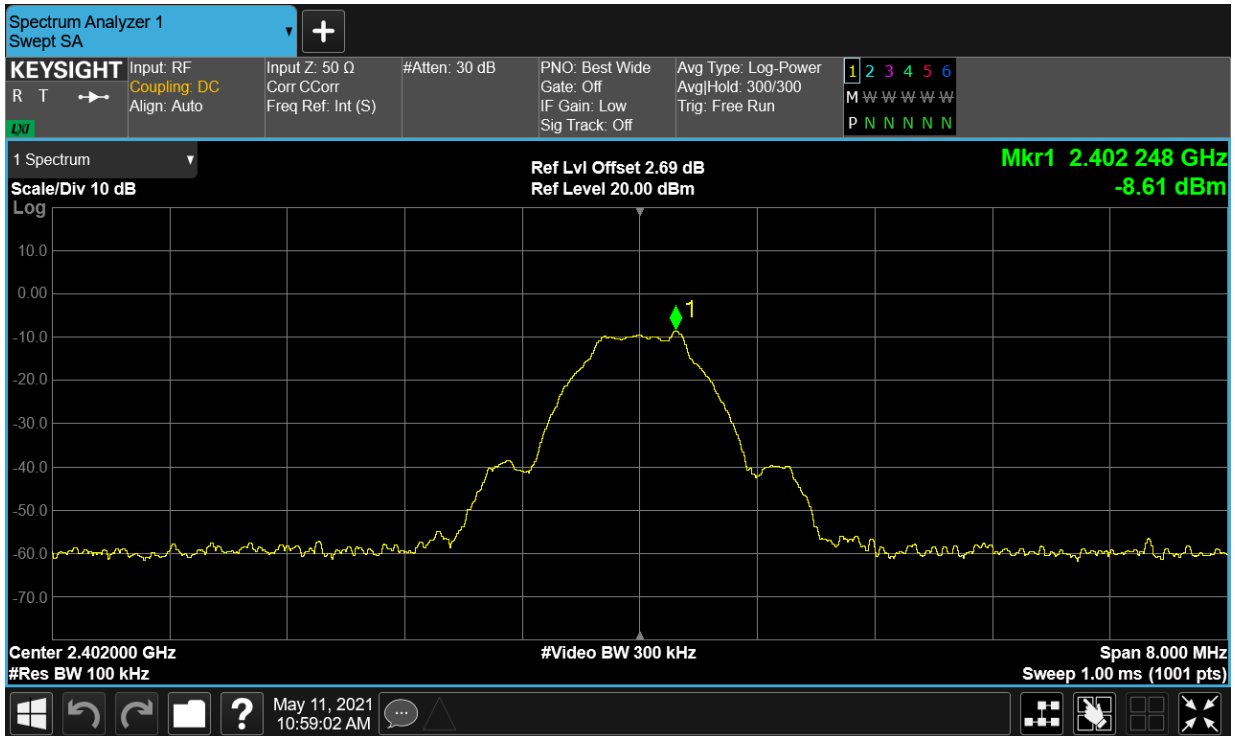 Spectrum Analyzer 1
Swept SA
KEYSIGHT
R T
LXI
Input: RF
Coupling: DC
Align: Auto
Input Z: 50 Ω
Corr CCorr
Freq Ref: Int (S)
#Atten: 30 dB
PNO: Best Wide
Gate: Off
IF Gain: Low
Sig Track: Off
Avg Type: Log-Power
Avg|Hold: 300/300
Trig: Free Run
1 2 3 4 5 6
M W W W W W
P N N N N N
1 Spectrum
Scale/Div 10 dB
Log
Ref Lvl Offset 2.69 dB
Ref Level 20.00 dBm
Mkr1 2.402 248 GHz
-8.61 dBm
10.0
0.00
1
-10.0
-20.0
-30.0
-40.0
-50.0
-60.0
-70.0
Center 2.402000 GHz
#Video BW 300 kHz
Span 8.000 MHz
#Res BW 100 kHz
Sweep 1.00 ms (1001 pts)
?
May 11, 2021
10:59:02 AM